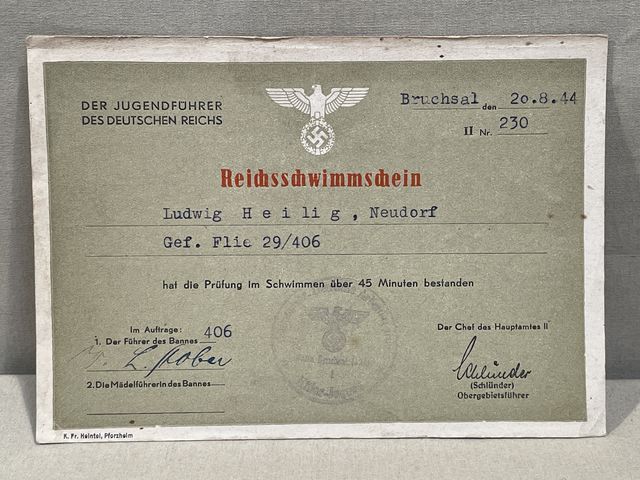 DER JUGENDFÜHRER
DES DEUTSCHEN REICHS
Bruchsal den 20.8.44
II Nr. 230
Reichsschwimmschein
Ludwig H e i l i g , Neudorf
Gef. Flie 29/406
hat die Prüfung im Schwimmen über 45 Minuten bestanden
Im Auftrage:
1. Der Führer des Bannes 406
2. Die Mädelführerin des Bannes
Der Chef des Hauptamtes II
Schlünder
(Schlünder)
Obergebietsführer
K. Fr. Heintel, Pforzheim